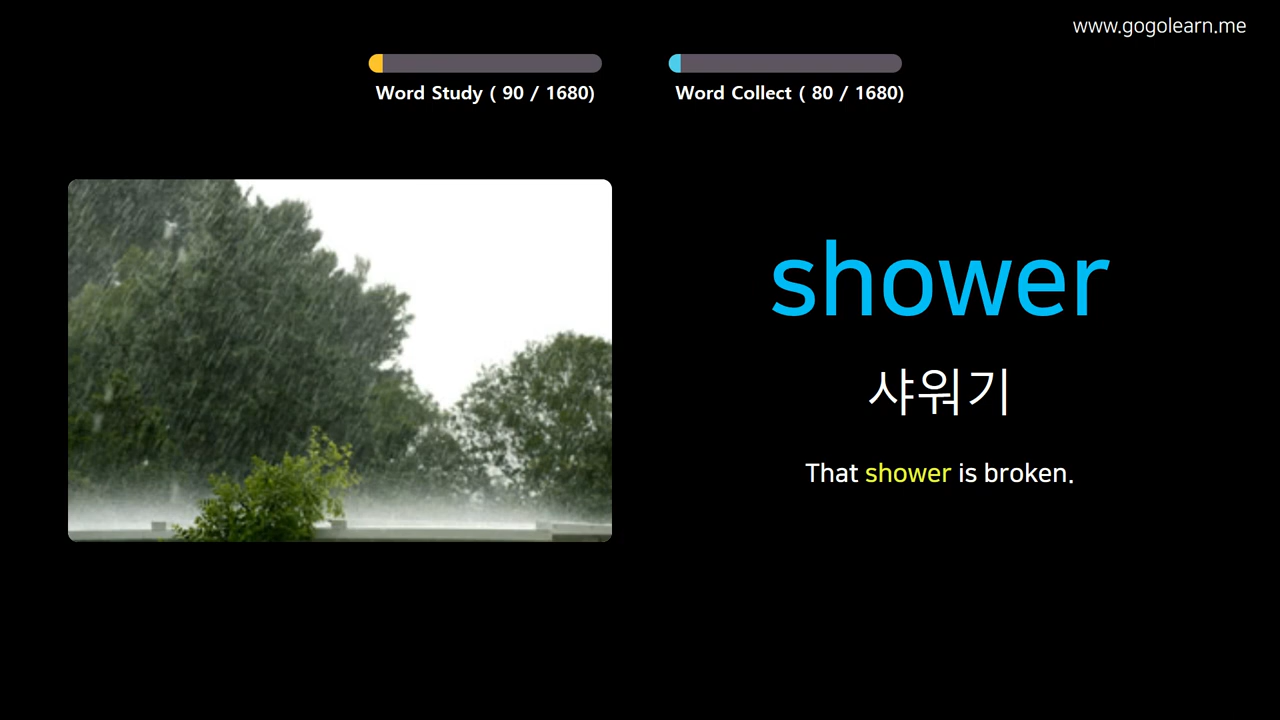 www.gogolearn.me
Word Study ( 90 / 1680)
Word Collect ( 80 / 1680)
shower
샤워기
That shower is broken.